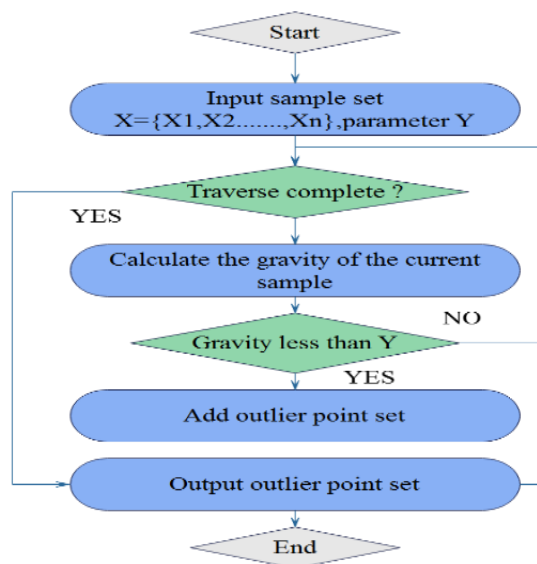 Start
Input sample set
X={X1,X2.......,Xn},parameter Y
Traverse complete ?
YES
Calculate the gravity of the current
sample
NO
Gravity less than Y
YES
Add outlier point set
Output outlier point set
End